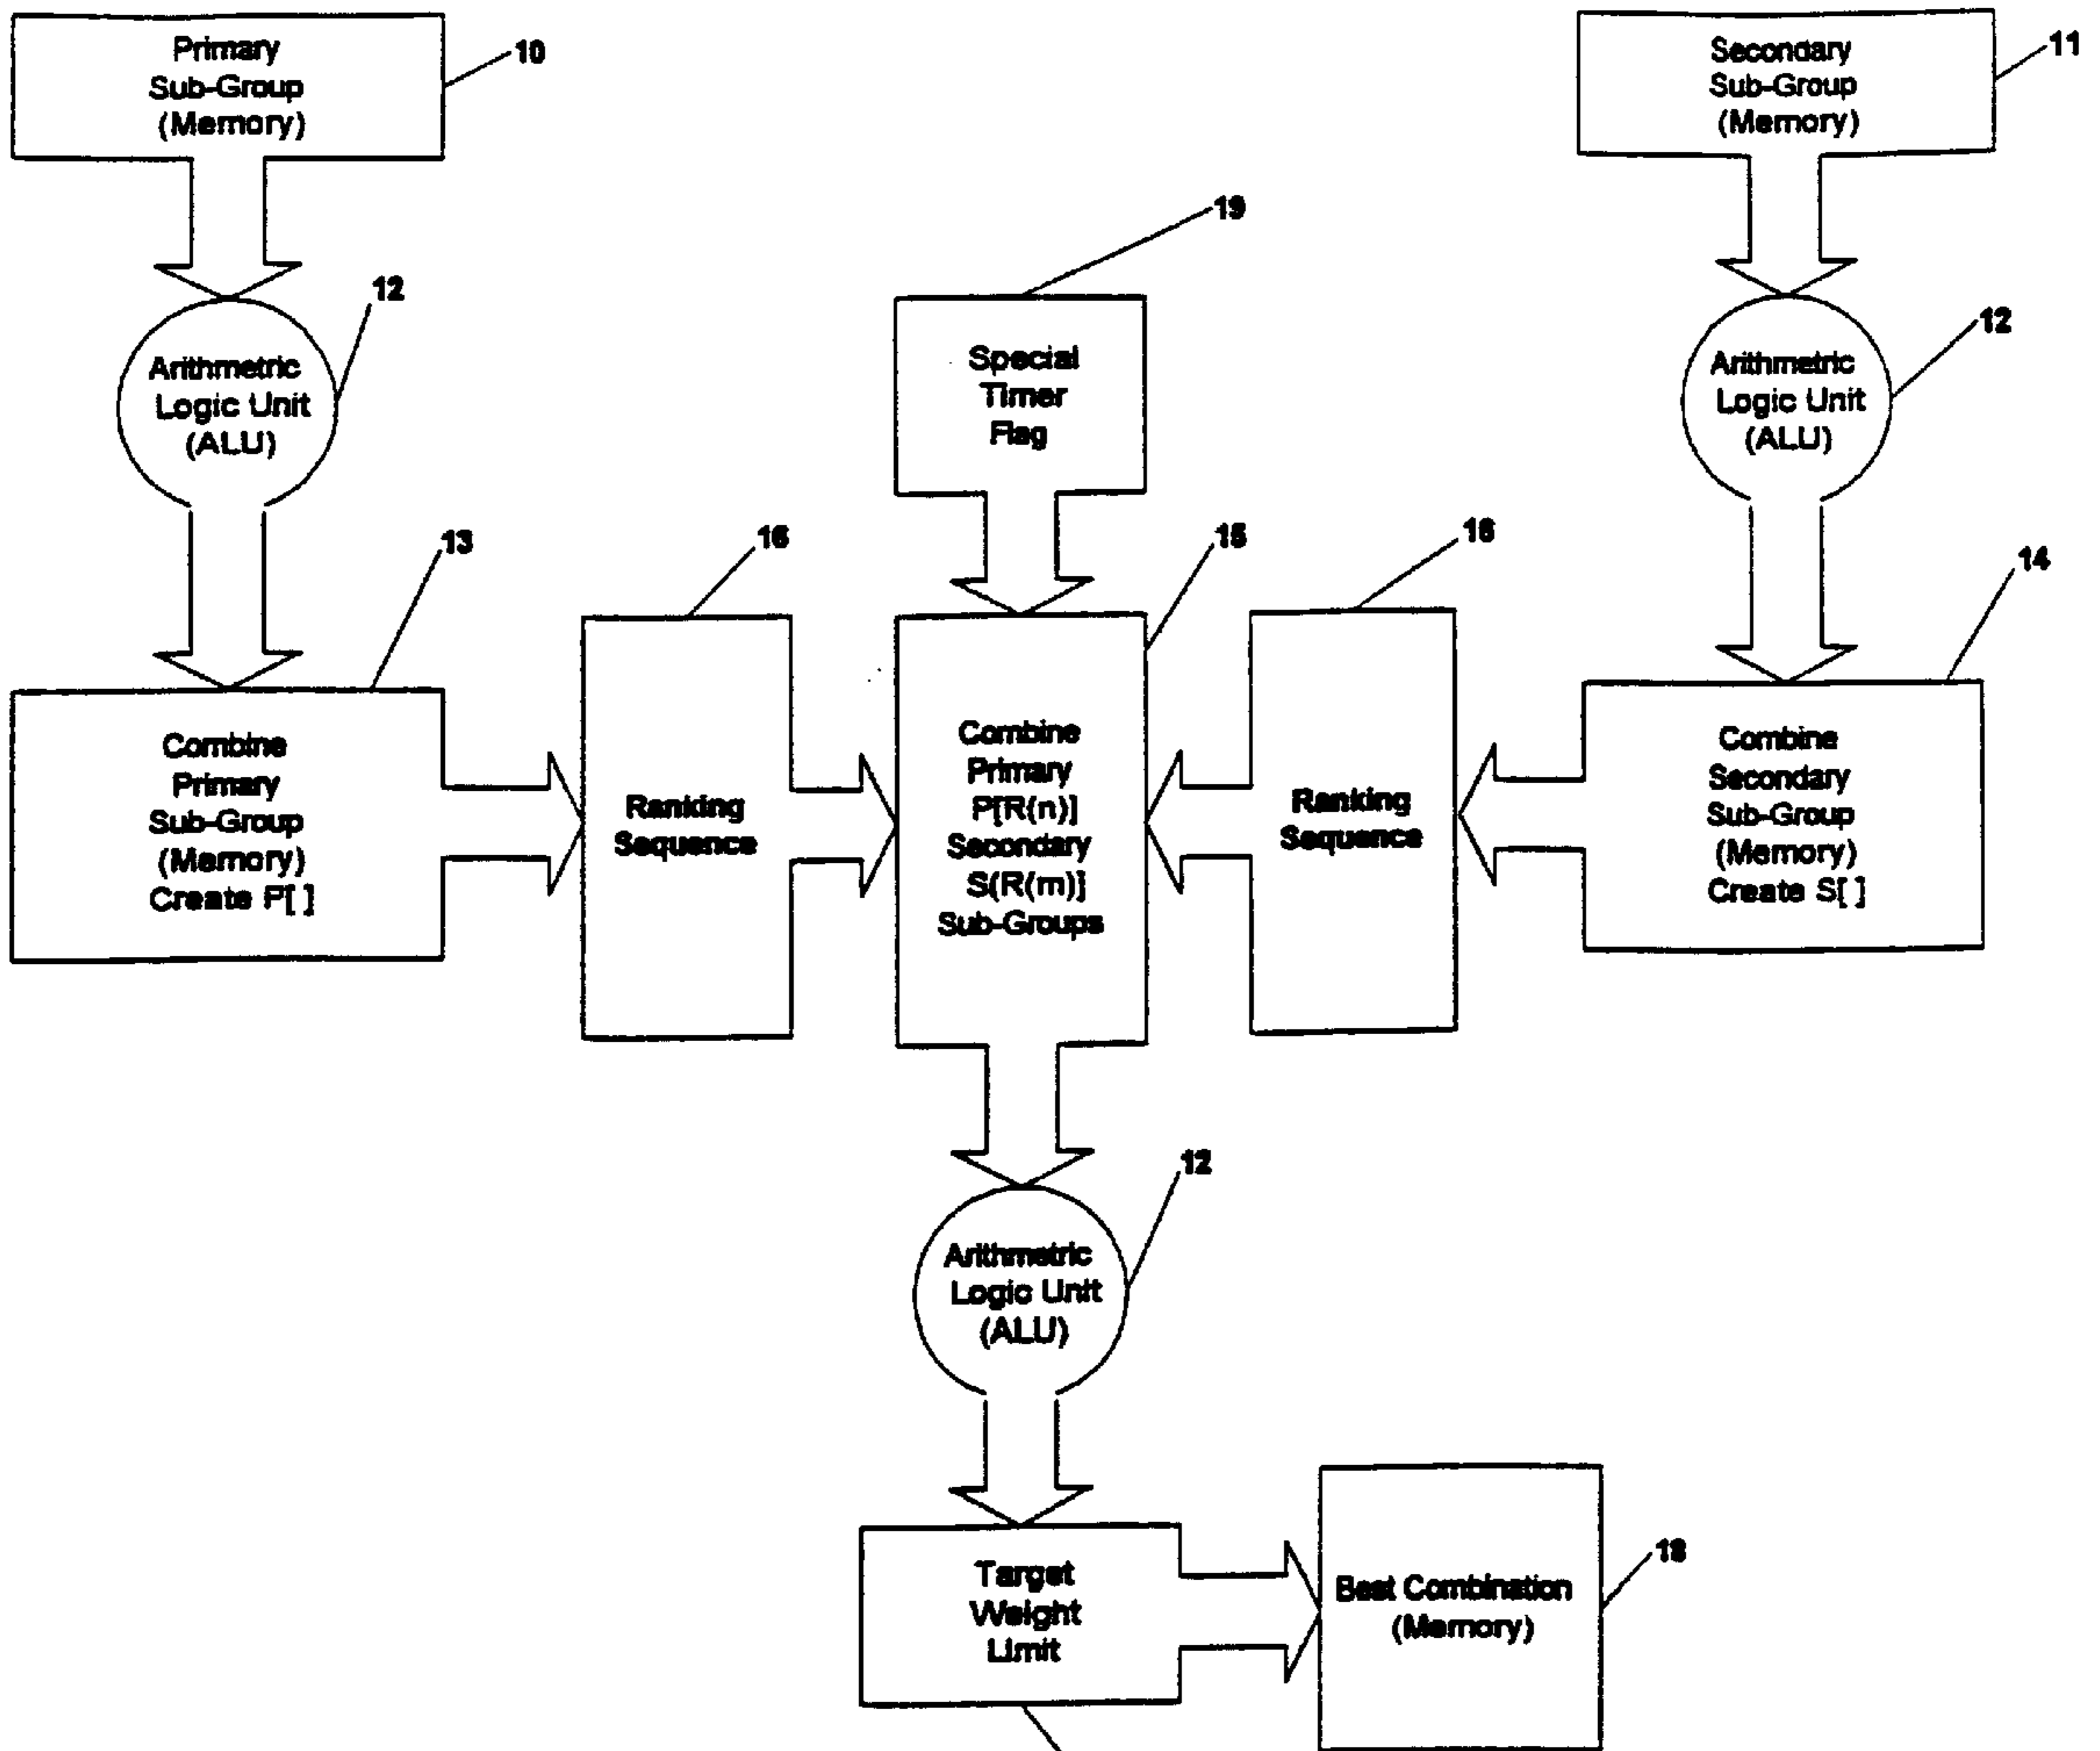 Primary
Sub-Group
(Memory)
10
Secondary
Sub-Group
(Memory)
11
19
Special
Timer
Flag
12
Arithmetric
Logic Unit
(ALU)
12
Arithmetric
Logic Unit
(ALU)
13
Combine
Primary
Sub-Group
(Memory)
Create P[ ]
16
Ranking
Sequence
15
Combine
Primary
P[R(n)]
Secondary
S(R(m)]
Sub-Groups
16
Ranking
Sequence
14
Combine
Secondary
Sub-Group
(Memory)
Create S[ ]
12
Arithmetric
Logic Unit
(ALU)
Target
Weight
Limit
18
Best Combination
(Memory)